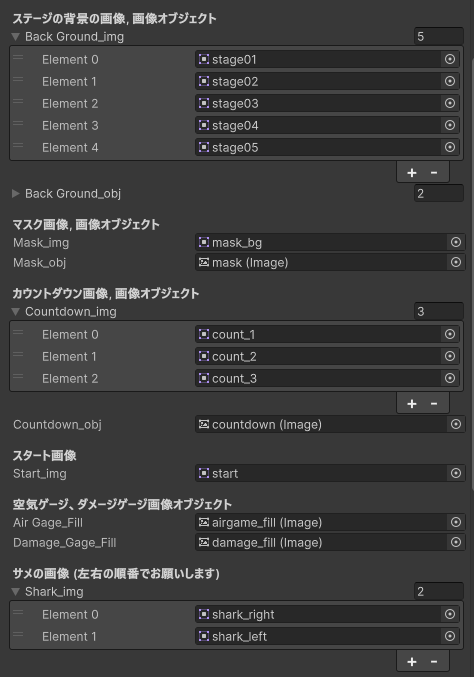 ステージの背景の画像, 画像オブジェクト
Back Ground_img 5
Element 0 stage01
Element 1 stage02
Element 2 stage03
Element 3 stage04
Element 4 stage05
+ -
Back Ground_obj 2
マスク画像, 画像オブジェクト
Mask_img mask_bg
Mask_obj mask (Image)
カウントダウン画像, 画像オブジェクト
Countdown_img 3
Element 0 count_1
Element 1 count_2
Element 2 count_3
+ -
Countdown_obj countdown (Image)
スタート画像
Start_img start
空気ゲージ、ダメージゲージ画像オブジェクト
Air Gage_Fill airgame_fill (Image)
Damage_Gage_Fill damage_fill (Image)
サメの画像 (左右の順番でお願いします)
Shark_img 2
Element 0 shark_right
Element 1 shark_left
+ -